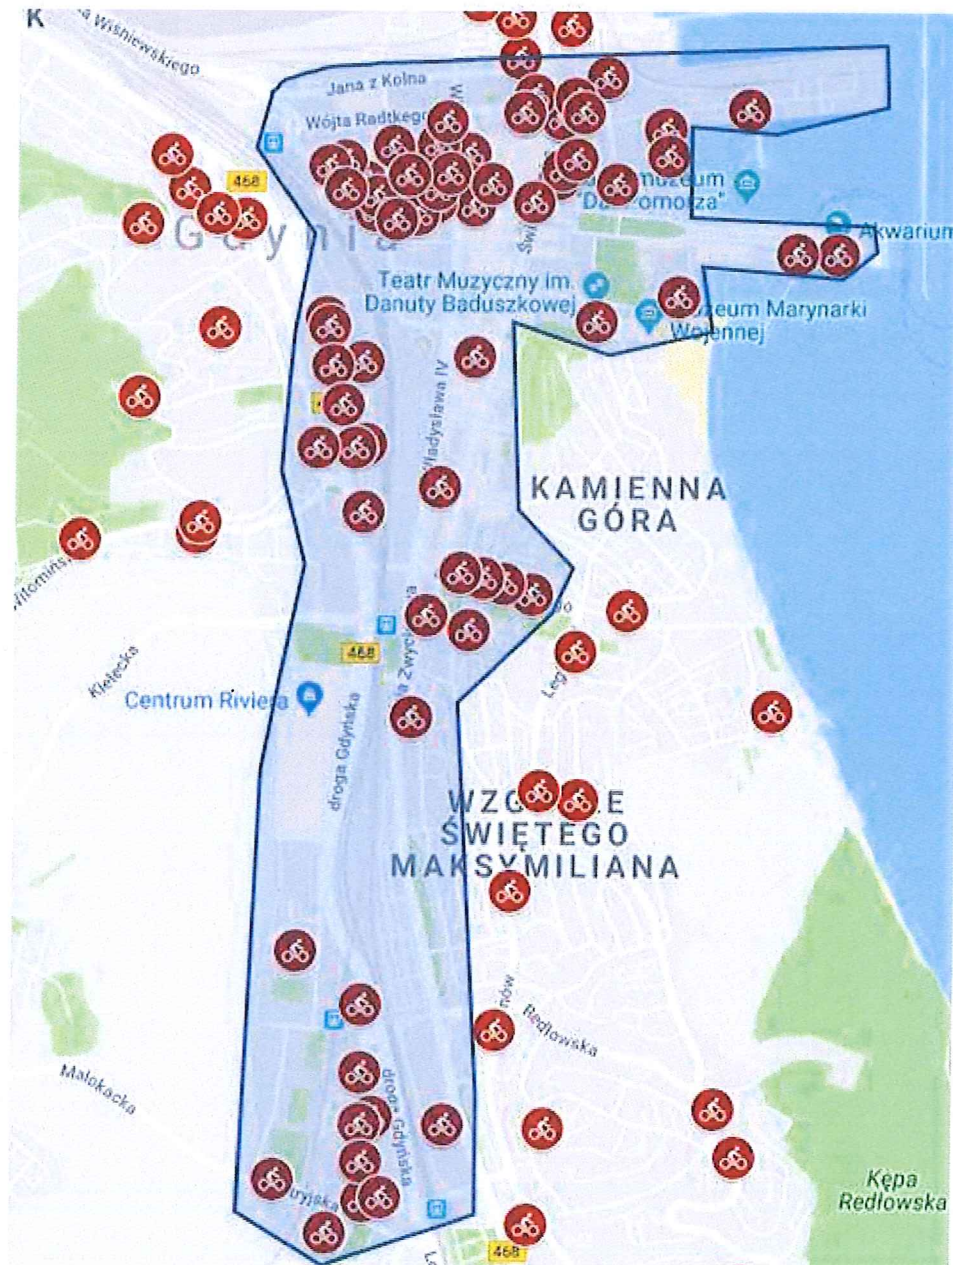 K
Wiśniewskiego
Jana z Kolna
Wójta Radtkego
468
Gdynia
muzeum
Akwarium
Teatr Muzyczny im.
Danuty Baduszkowej
Muzeum Marynarki
Wojennej
Władysława IV
KAMIENNA
GÓRA
Kielecka
468
Centrum Riviera
droga Gdyńska
WZGÓRZE
ŚWIĘTEGO
MAKSYMILIANA
Redłowska
Małokacka
droga Gdyńska
Kępa
Redłowska
468